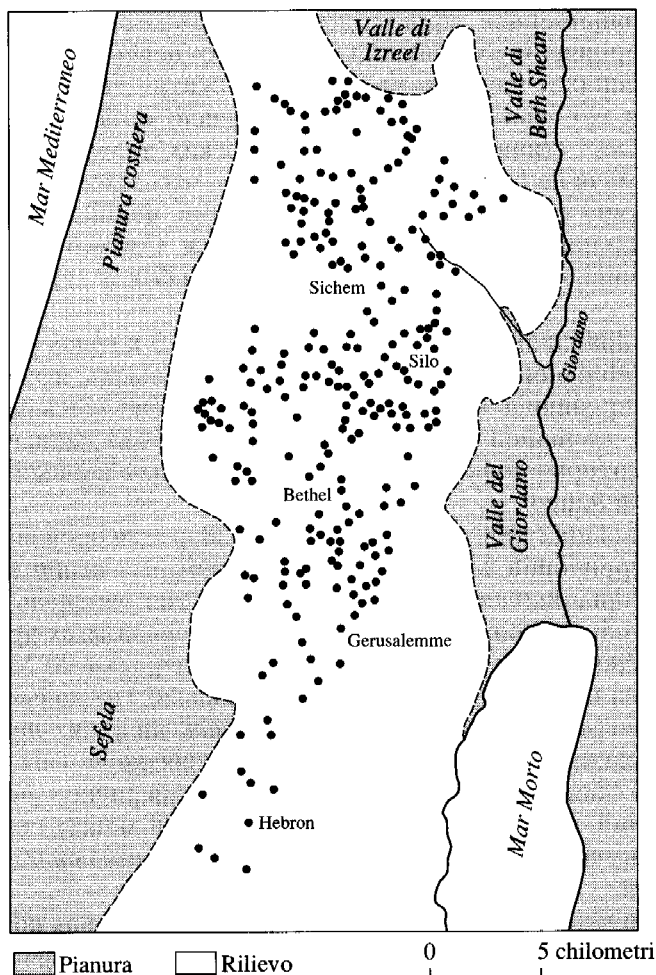 Valle di
Izreel
Valle di
Beth Shean
Mar Mediterraneo
Pianura costiera
Sichem
Silo
Giordano
Bethel
Valle del
Giordano
Gerusalemme
Sefela
Mar Morto
Hebron
Pianura
Rilievo
0
5 chilometri